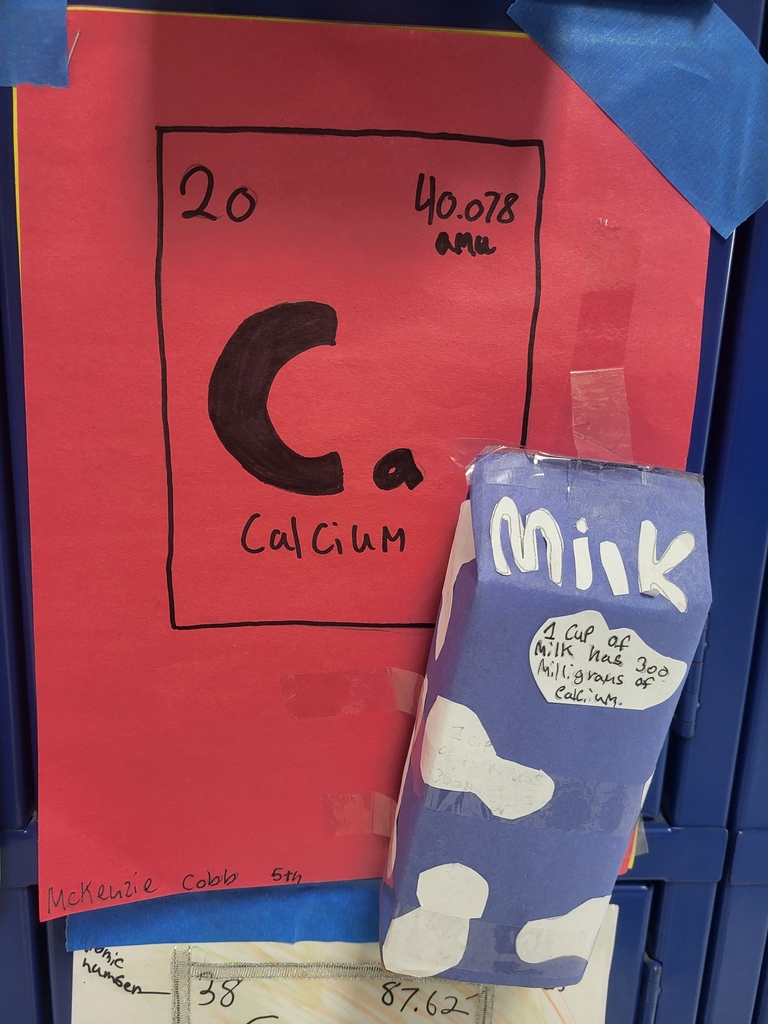 20
40.078
amu
Ca
Calcium
Milk
1 cup of
Milk has 300
Milligrams of
Calcium.
McKenzie Cobb 5th
38
87.62